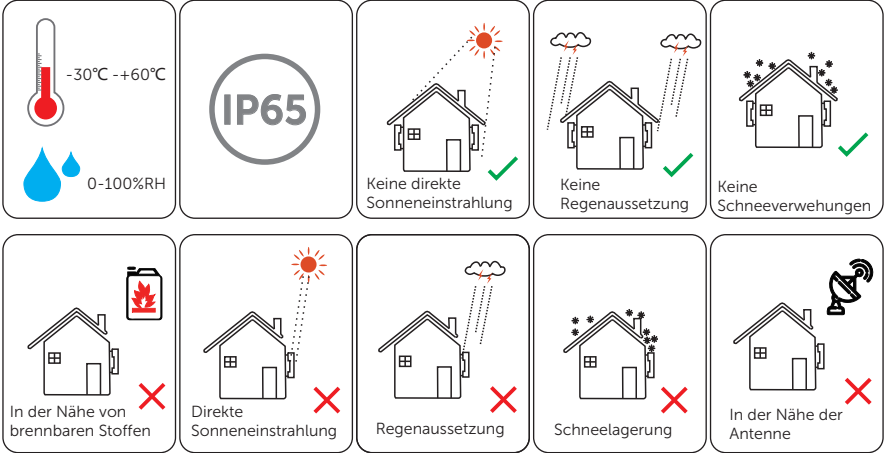 -30℃ -+60℃
0-100%RH
IP65
Keine direkte
Sonneneinstrahlung
Keine
Regenaussetzung
Keine
Schneeverwehungen
In der Nähe von
brennbaren Stoffen
Direkte
Sonneneinstrahlung
Regenaussetzung
Schneelagerung
In der Nähe der
Antenne